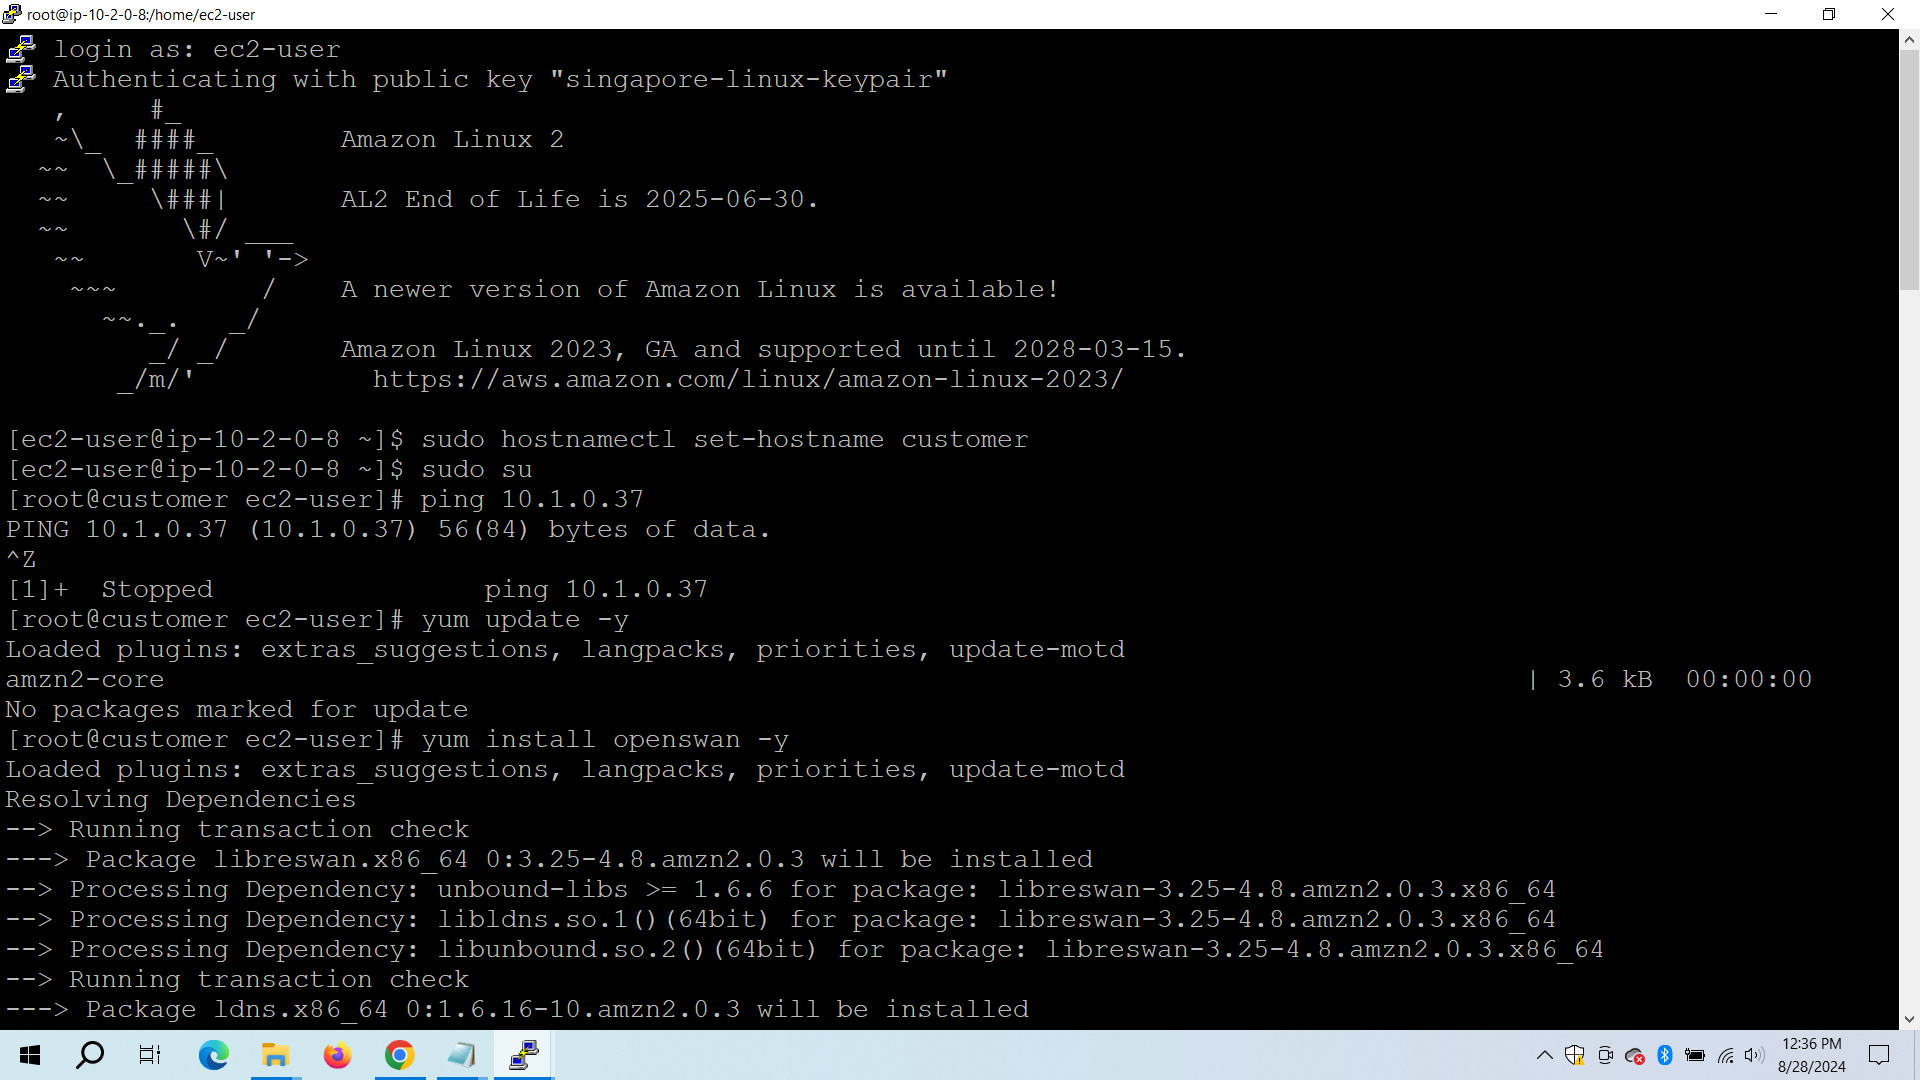 root@ip-10-2-0-8:/home/ec2-user
login as: ec2-user
Authenticating with public key "singapore-linux-keypair"
   ,     #_
   ~\_  ####_        Amazon Linux 2
  ~~  \_#####\
  ~~     \###|       AL2 End of Life is 2025-06-30.
  ~~       \#/ ___
   ~~       V~' '->
    ~~~         /    A newer version of Amazon Linux is available!
      ~~._.   _/
         _/ _/       Amazon Linux 2023, GA and supported until 2028-03-15.
       _/m/'           https://aws.amazon.com/linux/amazon-linux-2023/
[ec2-user@ip-10-2-0-8 ~]$ sudo hostnamectl set-hostname customer
[ec2-user@ip-10-2-0-8 ~]$ sudo su
[root@customer ec2-user]# ping 10.1.0.37
PING 10.1.0.37 (10.1.0.37) 56(84) bytes of data.
^Z
[1]+  Stopped                 ping 10.1.0.37
[root@customer ec2-user]# yum update -y
Loaded plugins: extras_suggestions, langpacks, priorities, update-motd
amzn2-core | 3.6 kB  00:00:00
No packages marked for update
[root@customer ec2-user]# yum install openswan -y
Loaded plugins: extras_suggestions, langpacks, priorities, update-motd
Resolving Dependencies
--> Running transaction check
---> Package libreswan.x86_64 0:3.25-4.8.amzn2.0.3 will be installed
--> Processing Dependency: unbound-libs >= 1.6.6 for package: libreswan-3.25-4.8.amzn2.0.3.x86_64
--> Processing Dependency: libldns.so.1()(64bit) for package: libreswan-3.25-4.8.amzn2.0.3.x86_64
--> Processing Dependency: libunbound.so.2()(64bit) for package: libreswan-3.25-4.8.amzn2.0.3.x86_64
--> Running transaction check
---> Package ldns.x86_64 0:1.6.16-10.amzn2.0.3 will be installed
12:36 PM
8/28/2024